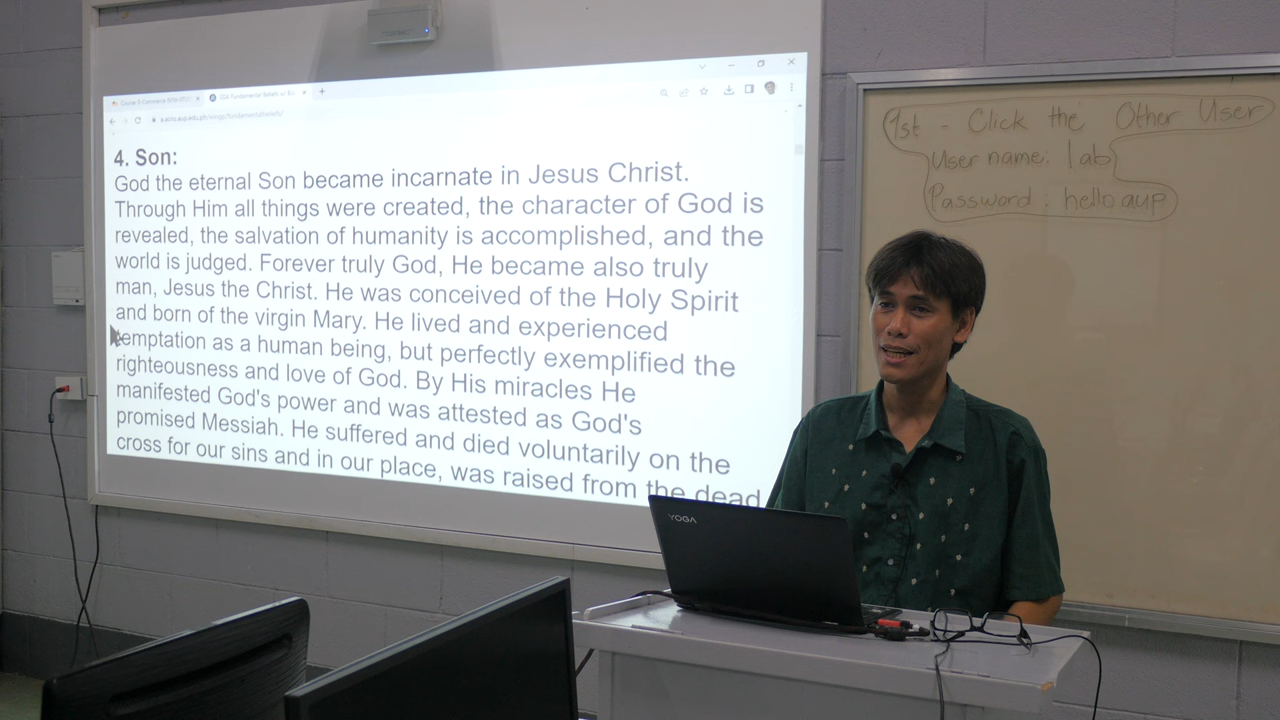 4. Son:
God the eternal Son became incarnate in Jesus Christ.
Through Him all things were created, the character of God is
revealed, the salvation of humanity is accomplished, and the
world is judged. Forever truly God, He became also truly
man, Jesus the Christ. He was conceived of the Holy Spirit
and born of the virgin Mary. He lived and experienced
temptation as a human being, but perfectly exemplified the
righteousness and love of God. By His miracles He
manifested God's power and was attested as God's
promised Messiah. He suffered and died voluntarily on the
cross for our sins and in our place, was raised from the dead
1st - Click the Other User
User name: lab
Password : hello aup
YOGA